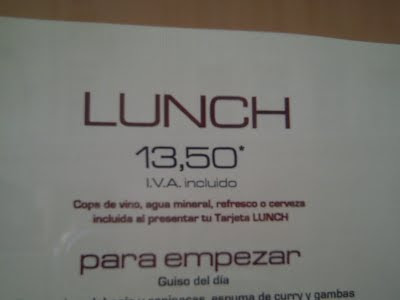 LUNCH
13,50*
I.V.A. incluido
Copa de vino, agua mineral, refresco o cerveza
incluida al presentar tu Tarjeta LUNCH
para empezar
Guiso del día
espuma de curry y gambas